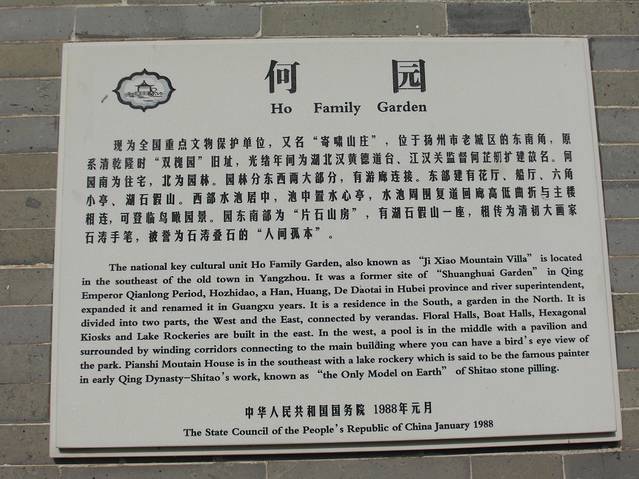 何 园
Ho Family Garden
现为全国重点文物保护单位，又名“寄啸山庄”，位于扬州市老城区的东南角，原
系清乾隆时“双槐园”旧址，光绪年间为湖北汉黄德道台、江汉关监督何芷舠扩建故名。何
园南为住宅，北为园林。园林分东西两大部分，有游廊连接。东部建有花厅、船厅、六角
小亭、湖石假山。西部水池居中，池中置水心亭，水池周围复道回廊高低曲折与主楼
相连，可登临鸟瞰园景。园东南部为“片石山房”，有湖石假山一座，相传为清初大画家
石涛手笔，被誉为石涛叠石的“人间孤本”。
The national key cultural unit Ho Family Garden, also known as “Ji Xiao Mountain Villa” is located
in the southeast of the old town in Yangzhou. It was a former site of “Shuanghuai Garden” in Qing
Emperor Qianlong Period, Hozhidao, a Han, Huang, De Daotai in Hubei province and river superintendent,
expanded it and renamed it in Guangxu years. It is a residence in the South, a garden in the North. It is
divided into two parts, the West and the East, connected by verandas. Floral Halls, Boat Halls, Hexagonal
Kiosks and Lake Rockeries are built in the east. In the west, a pool is in the middle with a pavilion and
surrounded by winding corridors connecting to the main building where you can have a bird's eye view of
the park. Pianshi Moutain House is in the southeast with a lake rockery which is said to be the famous painter
in early Qing Dynasty-Shitao's work, known as “the Only Model on Earth” of Shitao stone pilling.
中华人民共和国国务院 1988年元月
The State Council of the People's Republic of China January 1988